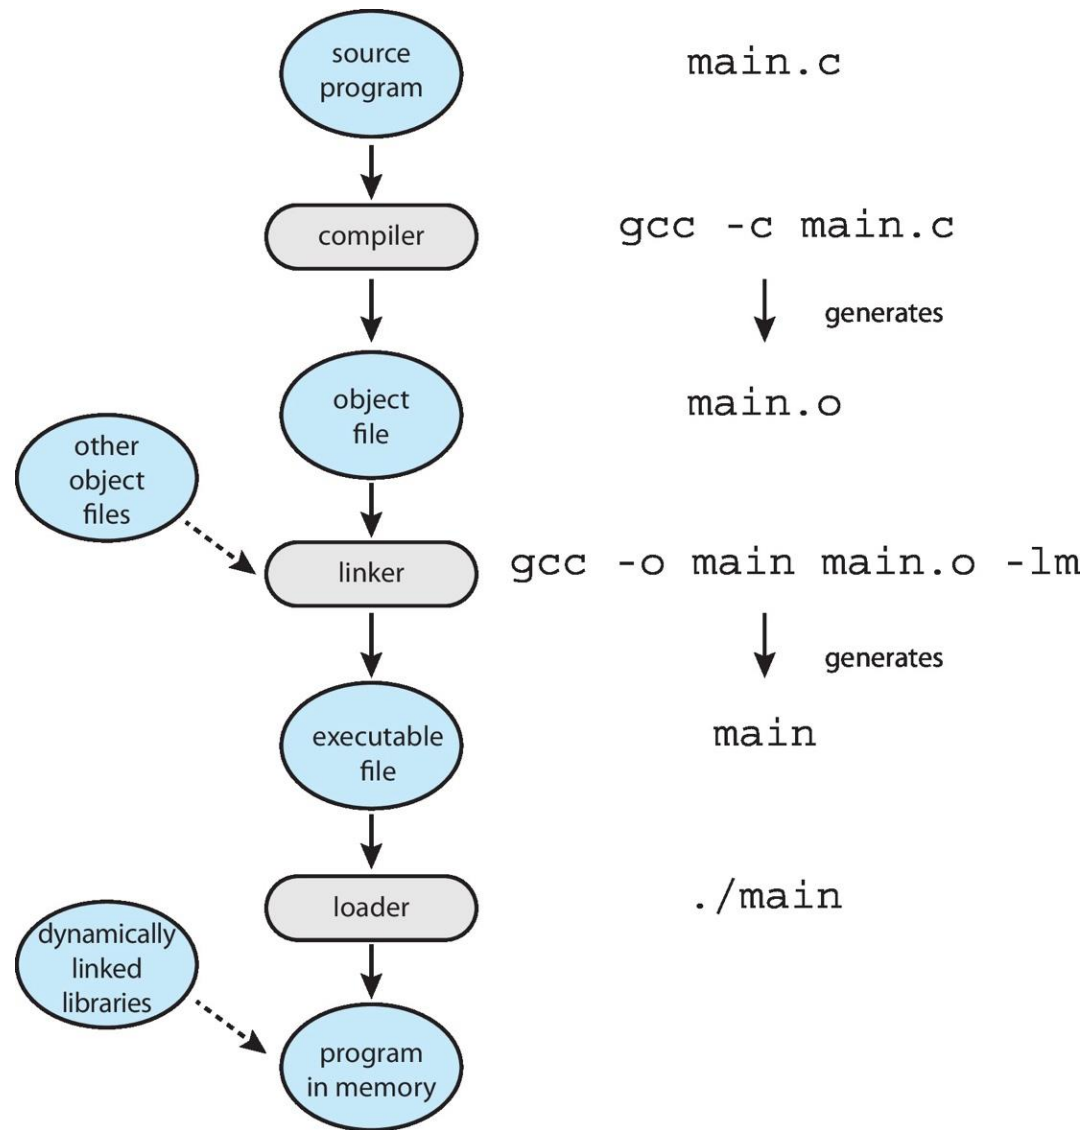 source
program
main.c
compiler
gcc -c main.c
generates
object
file
main.o
other
object
files
linker
gcc -o main main.o -lm
generates
executable
file
main
loader
./main
dynamically
linked
libraries
program
in memory